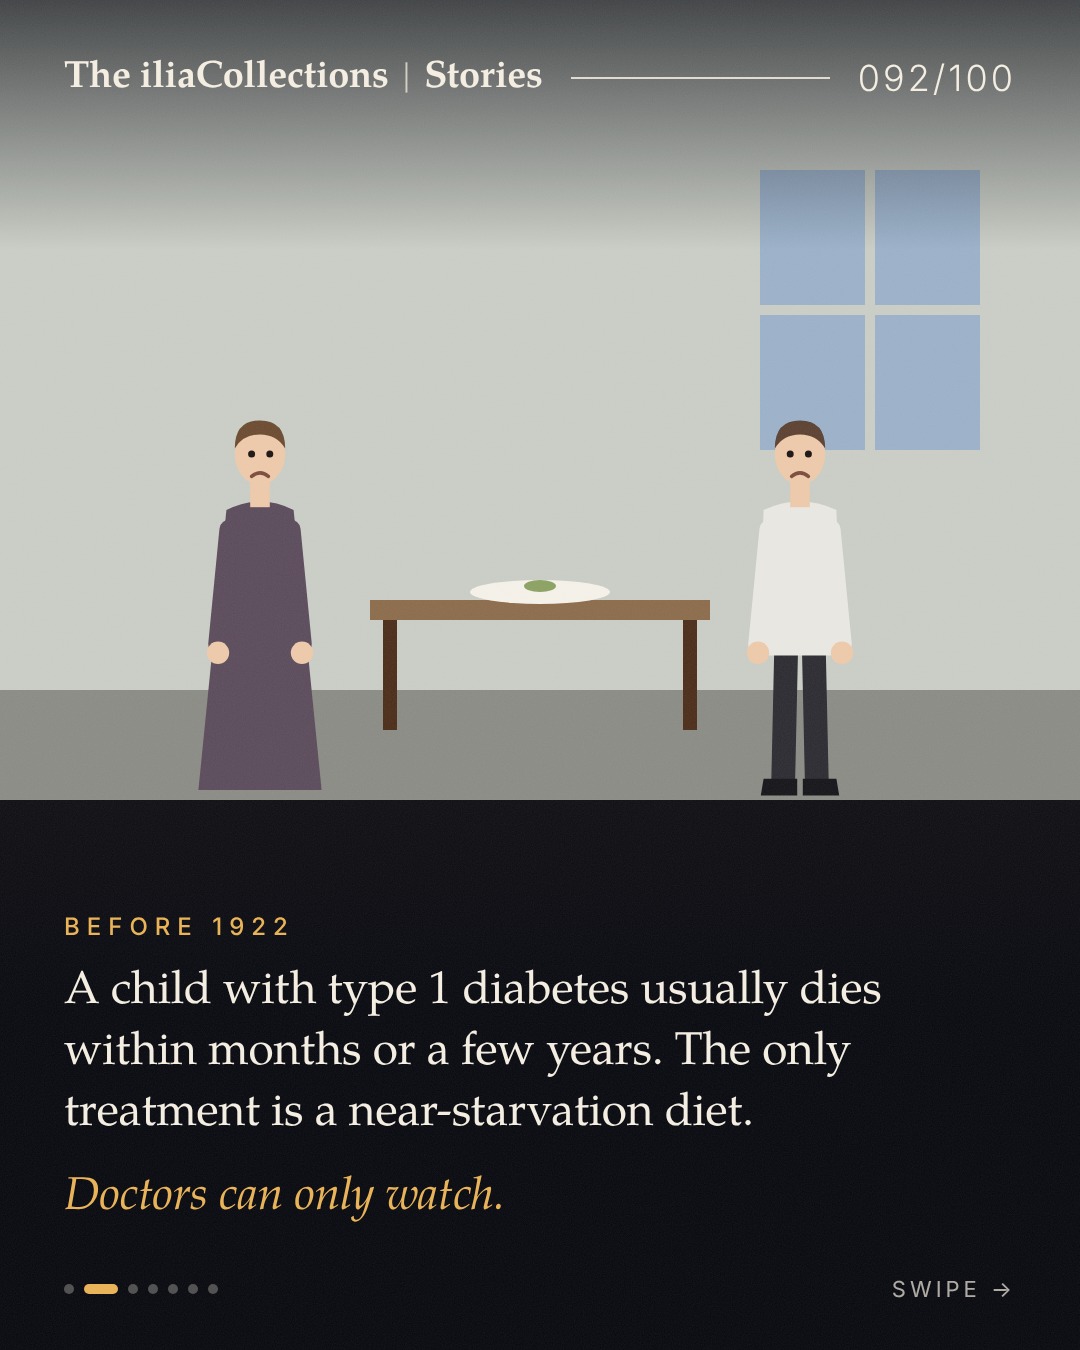 The iliaCollections | Stories 092/100
BEFORE 1922
A child with type 1 diabetes usually dies
within months or a few years. The only
treatment is a near-starvation diet.
Doctors can only watch.
SWIPE →